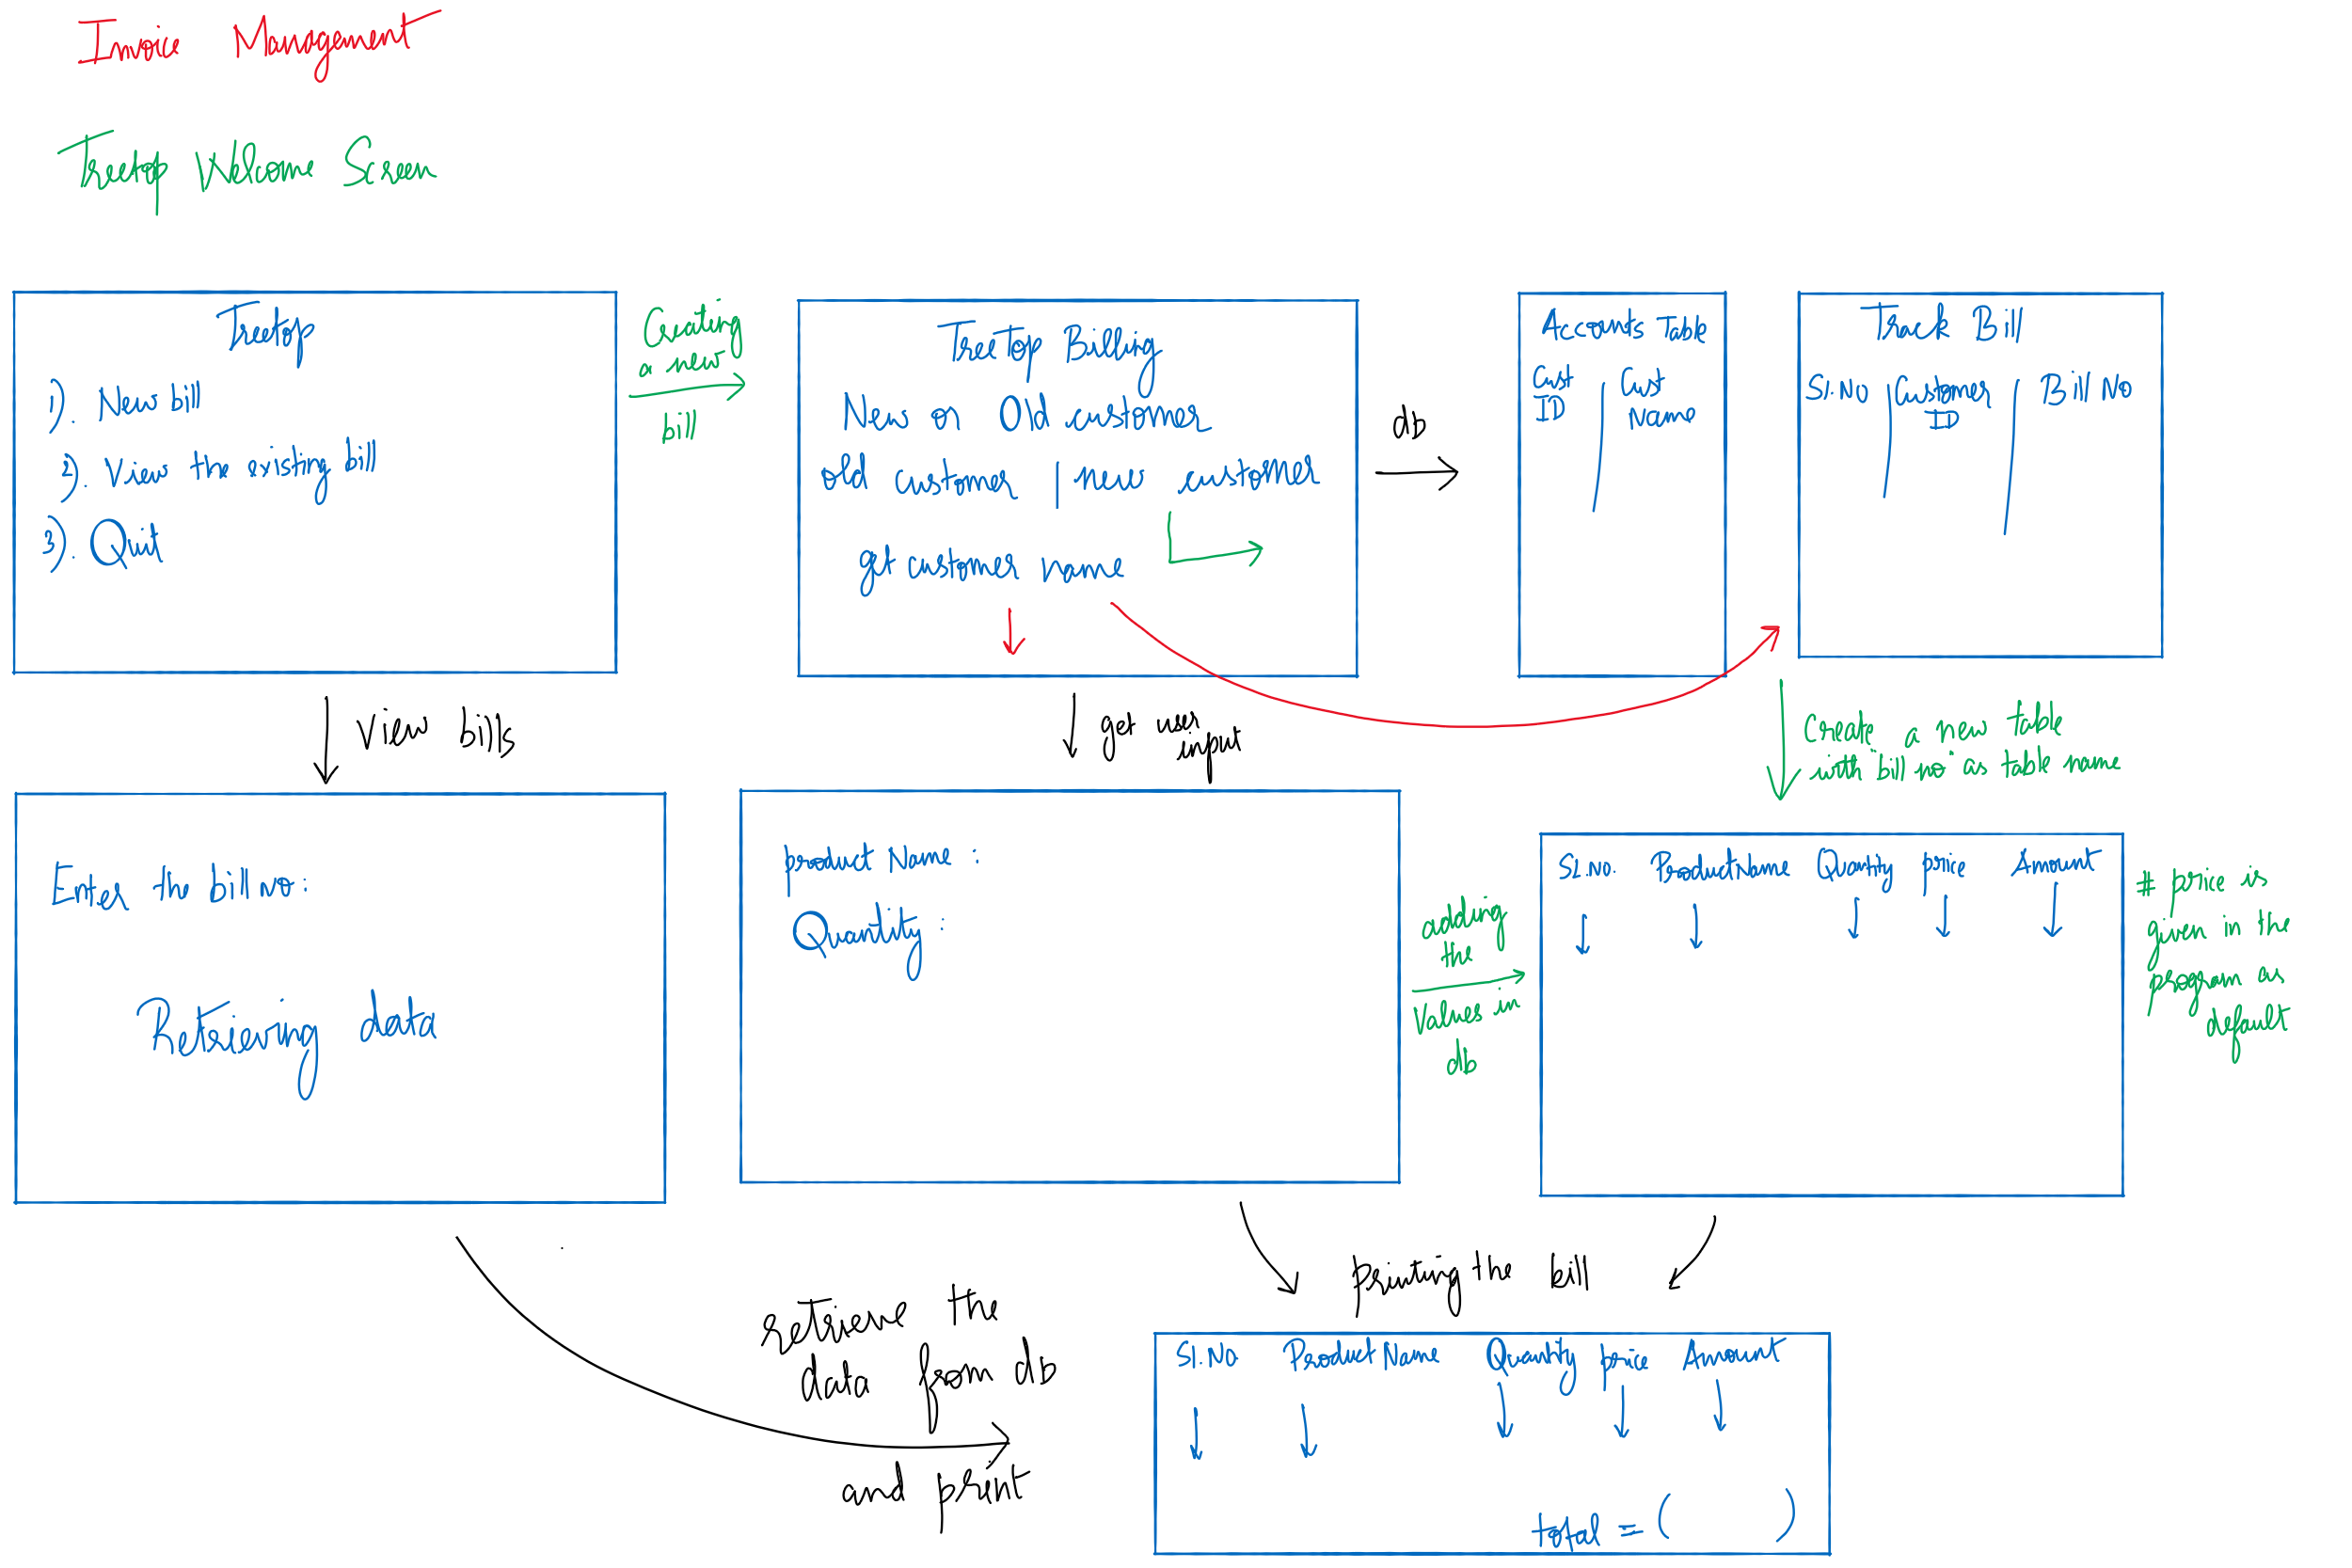 Invoice Management
Treetop Welcome Screen
Treetop
1). New bill
2). View the existing bill
3). Quit
Creating
a new
bill
TreeTop Billing
New or Old customer
old customer | new customer
get customer name
db
Accounts Table
Cust ID
Cust Name
Track Bill
Sl.No
Customer ID
Bill No
View bills
get user
input
Create a new table
with bill no as table name
Enter the bill no:
Retrieving data
product Name :
Quantity :
adding
the
values in
db
SL.No. Product Name Quantity price Amount
# price is
given in the
program as
default
retrieve the
data from db
and print
printing the bill
Sl.No. Product Name Quantity price Amount
total = ( )